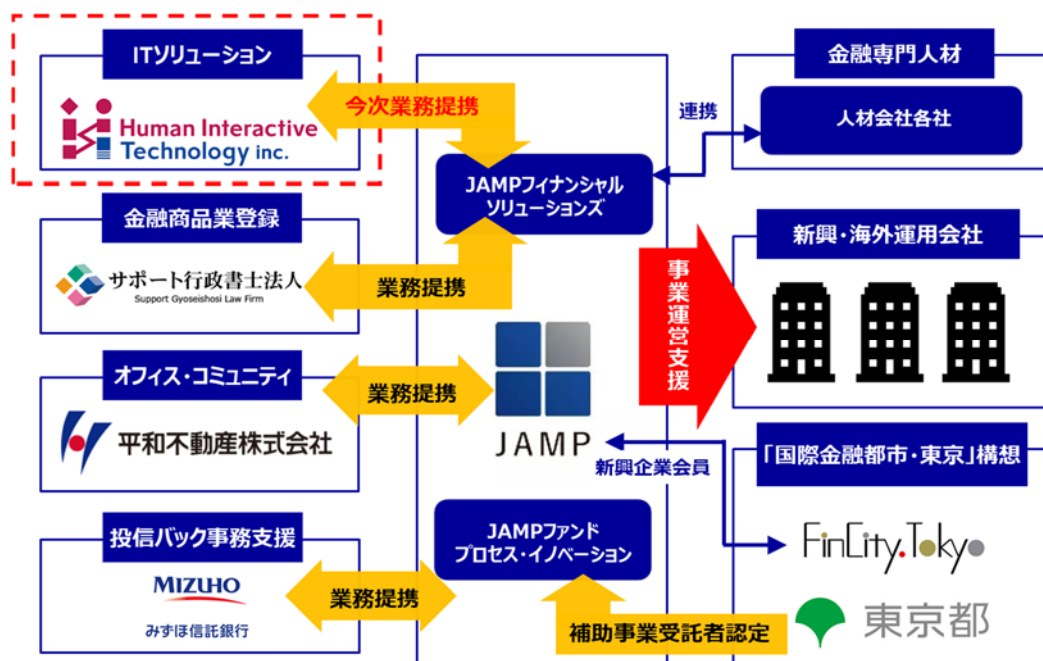 ITソリューション
Human Interactive
Technology inc.
今次業務提携
金融商品業登録
サポート行政書士法人
Support Gyoseishosi Law Firm
業務提携
オフィス・コミュニティ
平和不動産株式会社
業務提携
投信バック事務支援
MIZUHO
みずほ信託銀行
業務提携
JAMPフィナンシャル
ソリューションズ
JAMP
新興企業会員
JAMPファンド
プロセス・イノベーション
補助事業受託者認定
連携
事業運営支援
金融専門人材
人材会社各社
新興・海外運用会社
「国際金融都市・東京」構想
FinCity.Tokyo
東京都